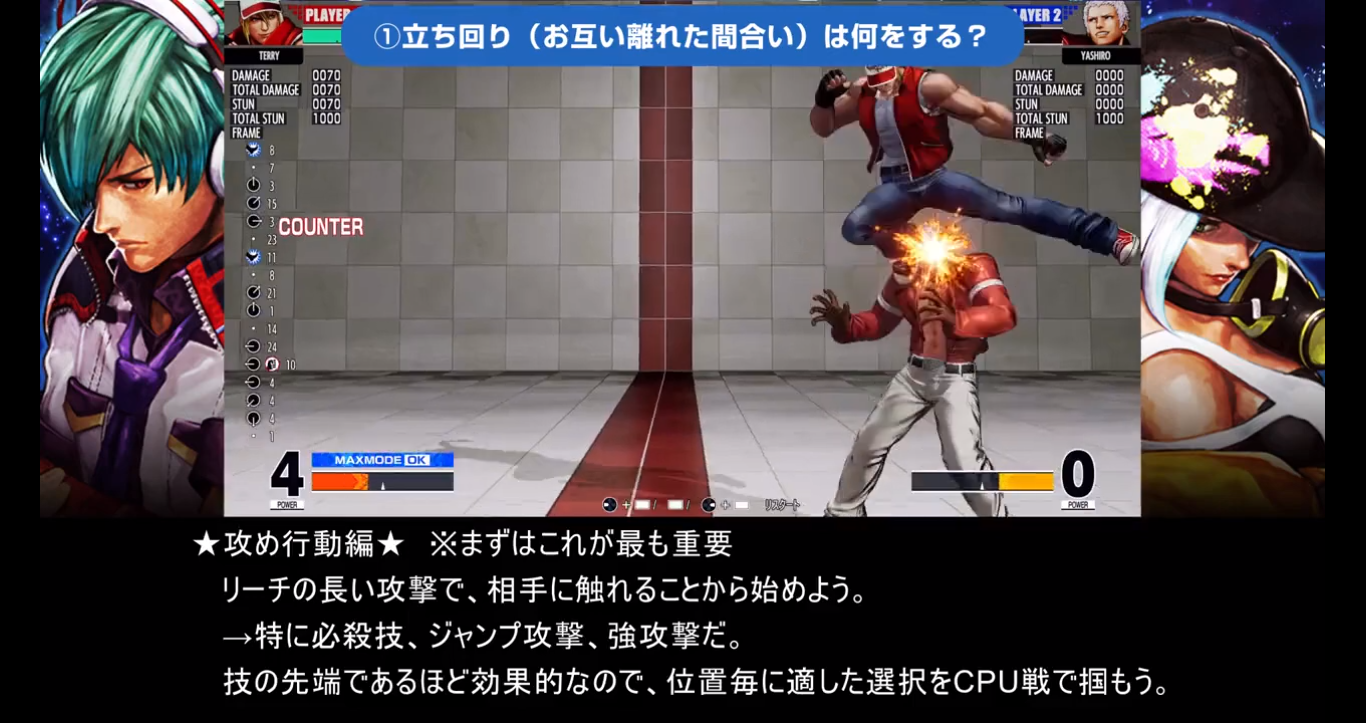 ①立ち回り（お互い離れた間合い）は何をする？
PLAYER
AYER 2
TERRY
YASHIRO
DAMAGE 0070
TOTAL DAMAGE 0070
STUN 0070
TOTAL STUN 1000
FRAME
8
7
3
15
3
23
11
8
21
1
14
24
10
4
4
4
1
COUNTER
DAMAGE 0000
TOTAL DAMAGE 0000
STUN 0000
TOTAL STUN 1000
FRAME
4
POWER
MAXMODE OK
+ / / + リスタート
0
POWER
★攻め行動編★　※まずはこれが最も重要
リーチの長い攻撃で、相手に触れることから始めよう。
→特に必殺技、ジャンプ攻撃、強攻撃だ。
技の先端であるほど効果的なので、位置毎に適した選択をCPU戦で掴もう。